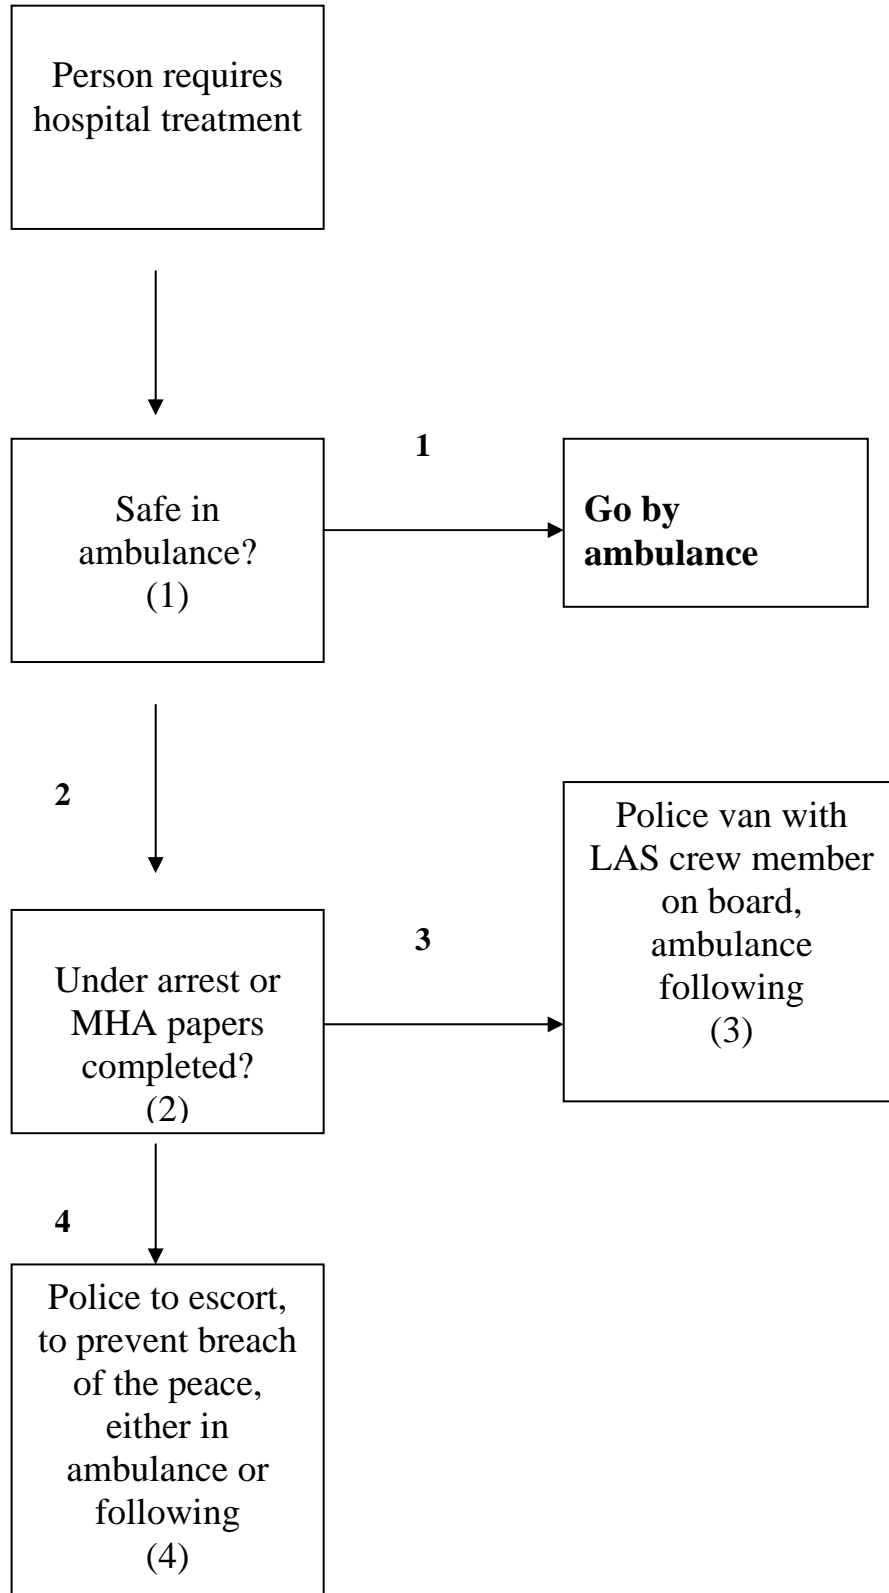 Person requires
hospital treatment
1
Safe in
ambulance?
(1)
Go by
ambulance
2
Police van with
LAS crew member
on board,
ambulance
following
(3)
3
Under arrest or
MHA papers
completed?
(2)
4
Police to escort,
to prevent breach
of the peace,
either in
ambulance or
following
(4)